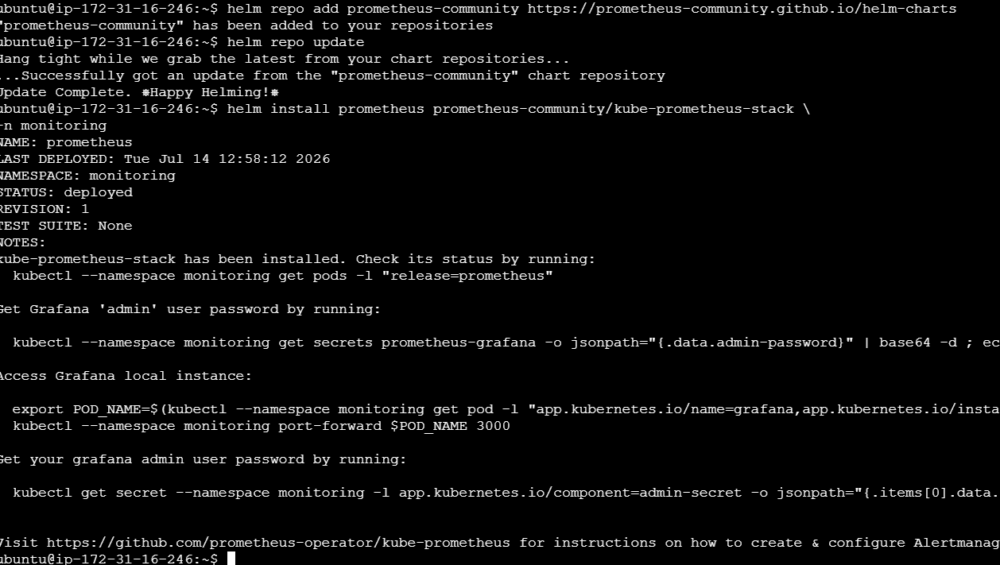 ubuntu@ip-172-31-16-246:~$ helm repo add prometheus-community https://prometheus-community.github.io/helm-charts
"prometheus-community" has been added to your repositories
ubuntu@ip-172-31-16-246:~$ helm repo update
Hang tight while we grab the latest from your chart repositories...
...Successfully got an update from the "prometheus-community" chart repository
Update Complete. ⎈Happy Helming!⎈
ubuntu@ip-172-31-16-246:~$ helm install prometheus prometheus-community/kube-prometheus-stack \
-n monitoring
NAME: prometheus
LAST DEPLOYED: Tue Jul 14 12:58:12 2026
NAMESPACE: monitoring
STATUS: deployed
REVISION: 1
TEST SUITE: None
NOTES:
kube-prometheus-stack has been installed. Check its status by running:
  kubectl --namespace monitoring get pods -l "release=prometheus"

Get Grafana 'admin' user password by running:

  kubectl --namespace monitoring get secrets prometheus-grafana -o jsonpath="{.data.admin-password}" | base64 -d ; ec

Access Grafana local instance:

  export POD_NAME=$(kubectl --namespace monitoring get pod -l "app.kubernetes.io/name=grafana,app.kubernetes.io/insta
  kubectl --namespace monitoring port-forward $POD_NAME 3000

Get your grafana admin user password by running:

  kubectl get secret --namespace monitoring -l app.kubernetes.io/component=admin-secret -o jsonpath="{.items[0].data.

Visit https://github.com/prometheus-operator/kube-prometheus for instructions on how to create & configure Alertmanag
ubuntu@ip-172-31-16-246:~$